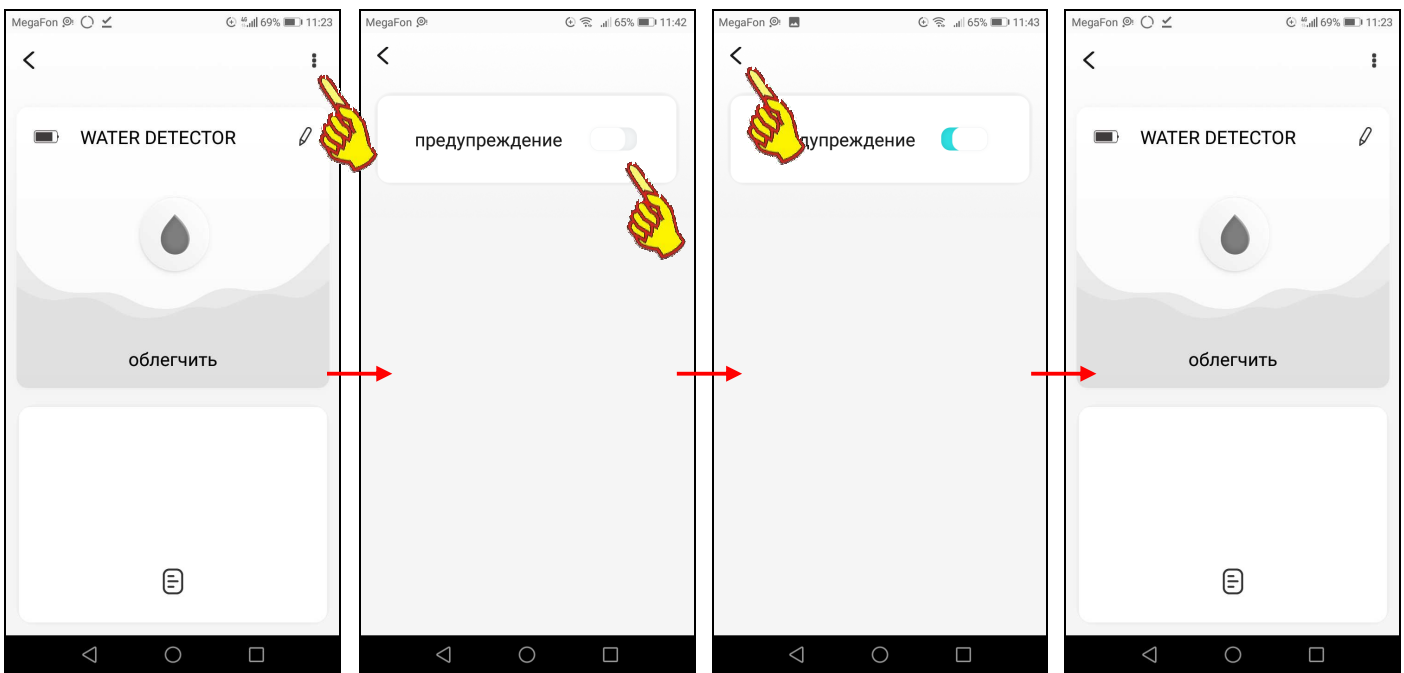 MegaFon 69% 11:23
WATER DETECTOR
облегчить
MegaFon 65% 11:42
предупреждение
MegaFon 65% 11:43
дупреждение
MegaFon 69% 11:23
WATER DETECTOR
облегчить